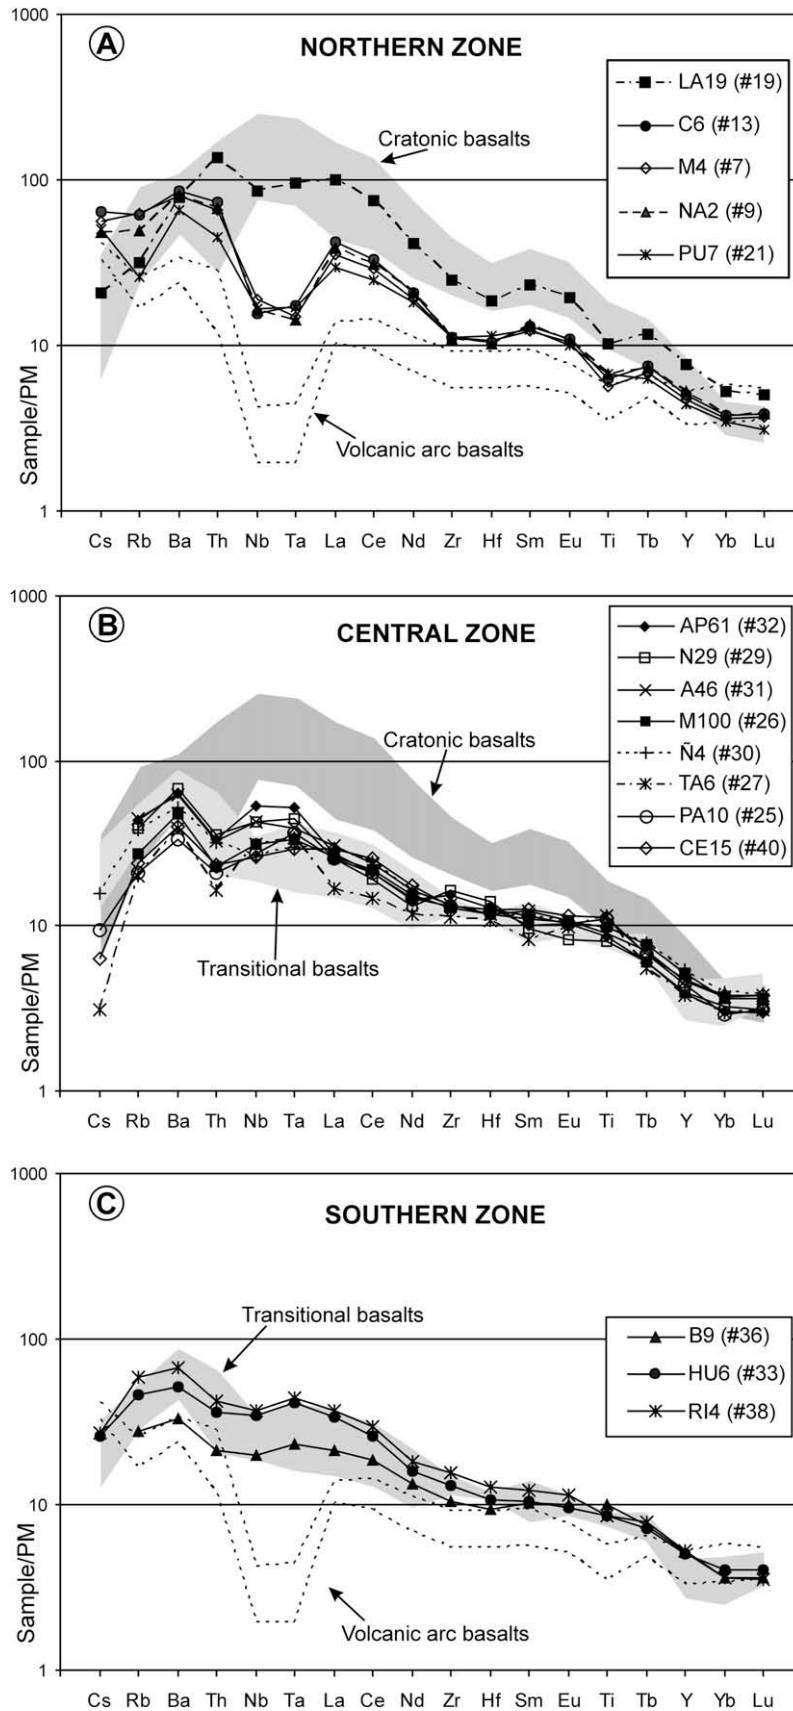 A
NORTHERN ZONE
1000
100
10
1
Sample/PM
LA19 (#19)
C6 (#13)
M4 (#7)
NA2 (#9)
PU7 (#21)
Cratonic basalts
Volcanic arc basalts
Cs Rb Ba Th Nb Ta La Ce Nd Zr Hf Sm Eu Ti Tb Y Yb Lu
B
CENTRAL ZONE
1000
100
10
1
Sample/PM
AP61 (#32)
N29 (#29)
A46 (#31)
M100 (#26)
Ñ4 (#30)
TA6 (#27)
PA10 (#25)
CE15 (#40)
Cratonic basalts
Transitional basalts
Cs Rb Ba Th Nb Ta La Ce Nd Zr Hf Sm Eu Ti Tb Y Yb Lu
C
SOUTHERN ZONE
1000
100
10
1
Sample/PM
Transitional basalts
B9 (#36)
HU6 (#33)
RI4 (#38)
Volcanic arc basalts
Cs Rb Ba Th Nb Ta La Ce Nd Zr Hf Sm Eu Ti Tb Y Yb Lu